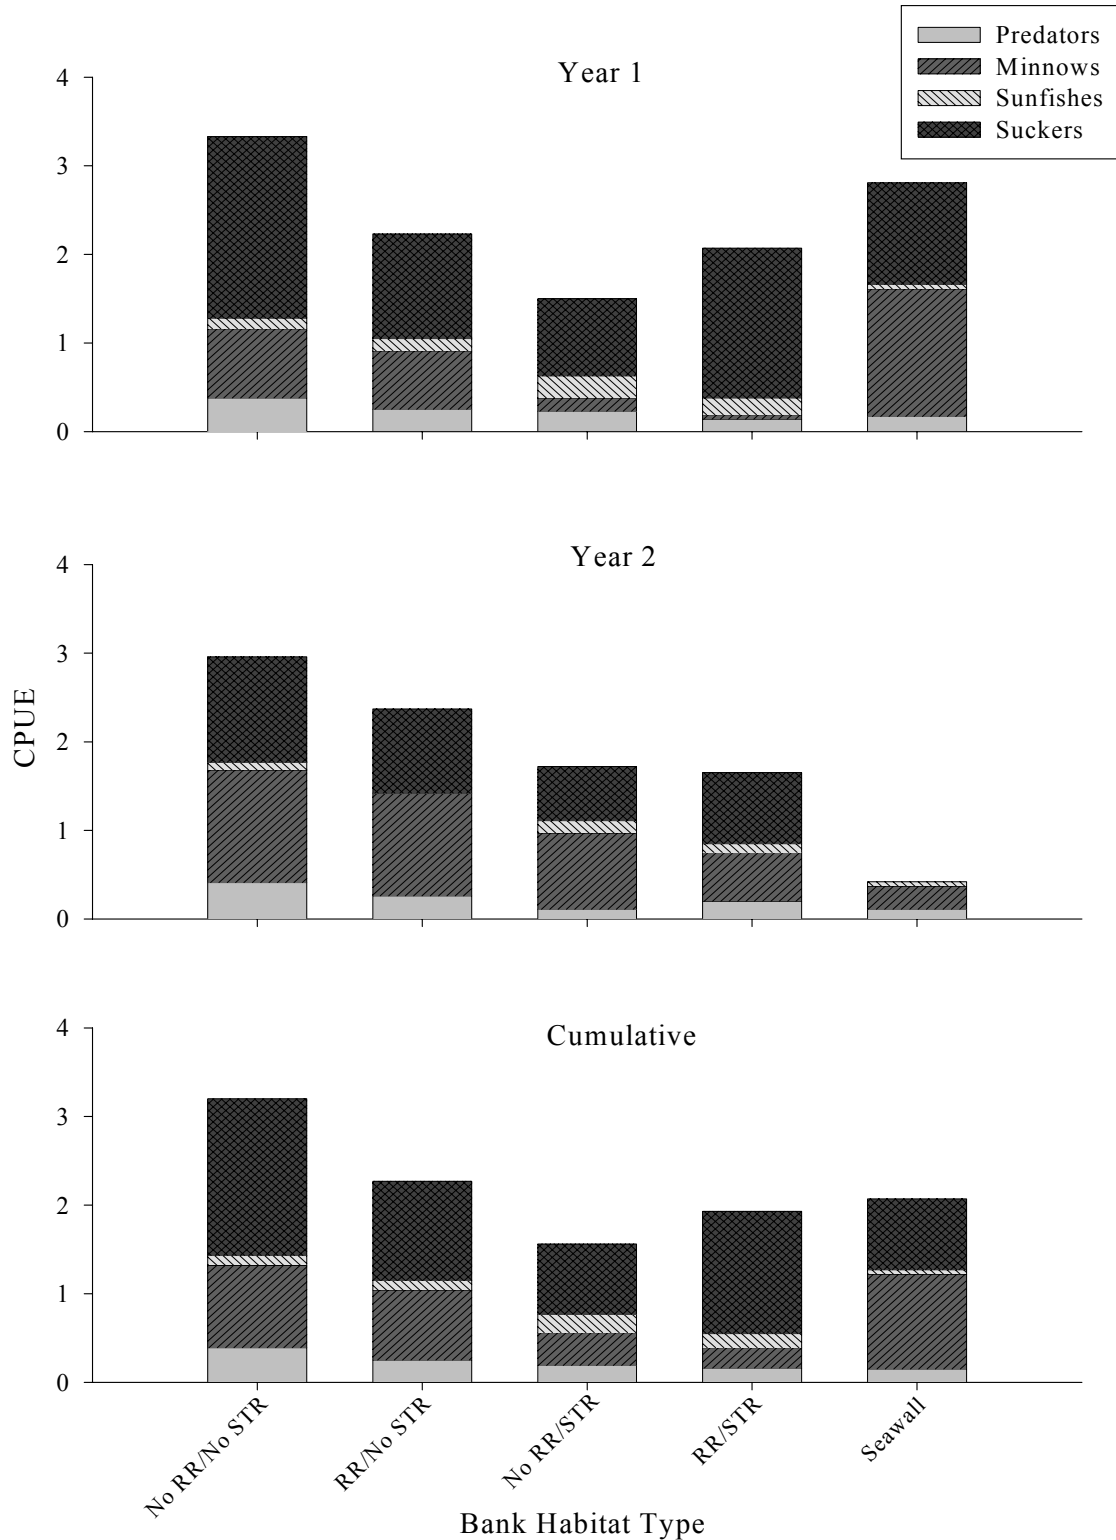 Predators
Minnows
Sunfishes
Suckers
Year 1
4
3
2
1
0
Year 2
4
3
2
1
0
CPUE
Cumulative
4
3
2
1
0
No RR/No STR
RR/No STR
No RR/STR
RR/STR
Seawall
Bank Habitat Type